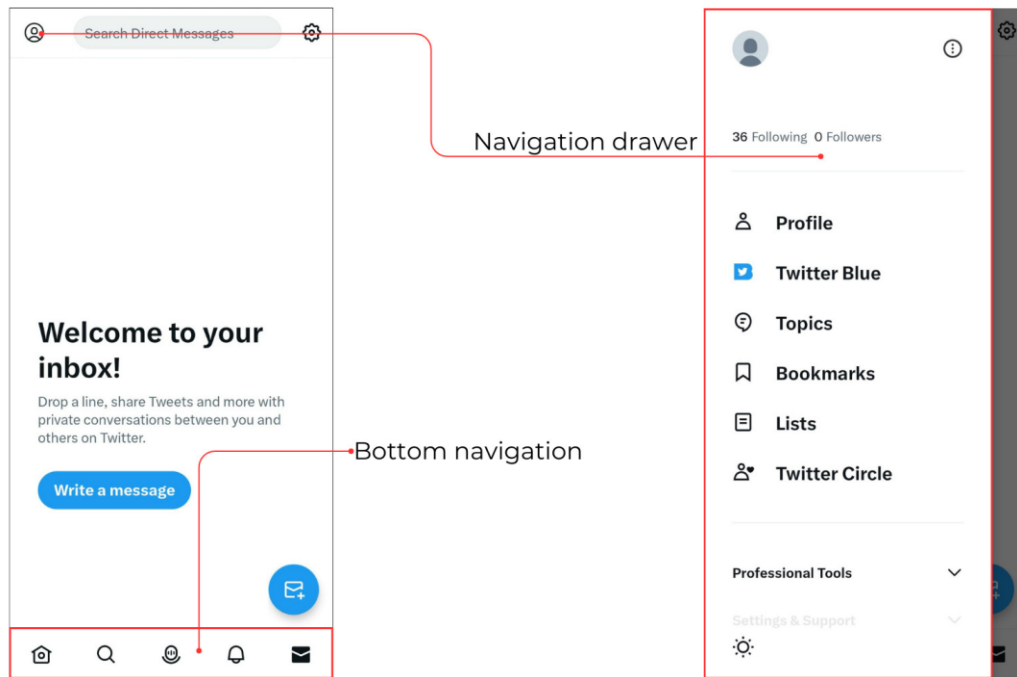 Search Direct Messages
Welcome to your
inbox!
Drop a line, share Tweets and more with
private conversations between you and
others on Twitter.
Write a message
Navigation drawer
Bottom navigation
36 Following 0 Followers
Profile
Twitter Blue
Topics
Bookmarks
Lists
Twitter Circle
Professional Tools
Settings & Support